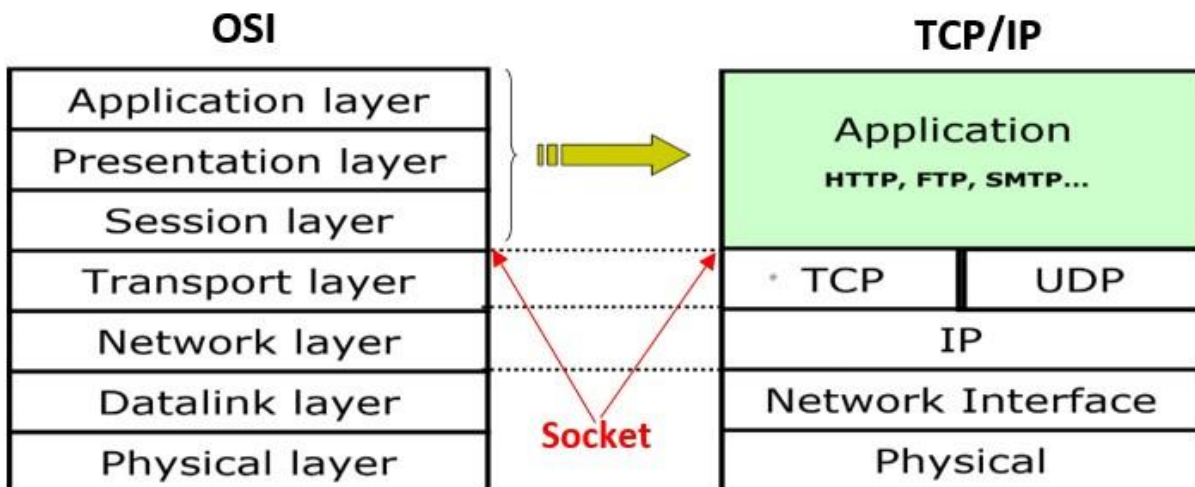 OSI
Application layer
Presentation layer
Session layer
Transport layer
Network layer
Datalink layer
Physical layer
Socket
TCP/IP
Application
HTTP, FTP, SMTP...
TCP UDP
IP
Network Interface
Physical